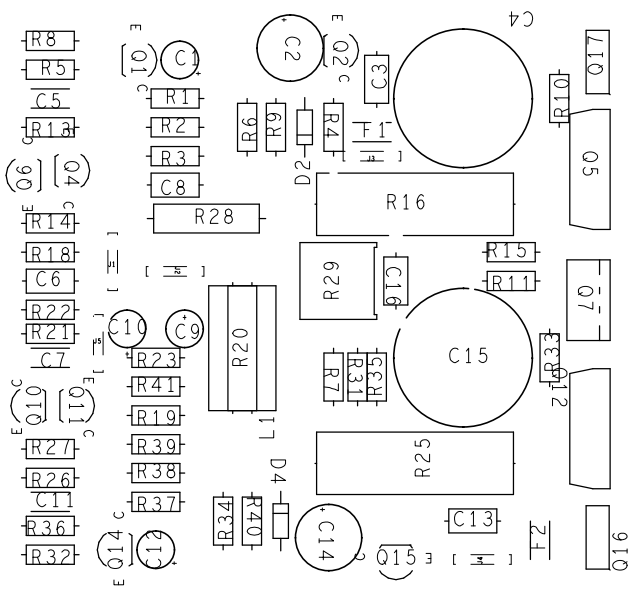 R8
R5
C5
R13
C
Q6
Q4
E
C
R14
R18
C6
R22
R21
C7
C
Q10
E
E
Q11
C
R27
R26
C11
R36
R32
E
Q1
C
C1
R1
R2
R3
C8
R28
C10
C9
R23
R41
R19
R39
R38
R37
C
Q14
E
C12
R20
L1
C2
E
Q2
C
R6
R9
D2
R4
C3
F1
C4
R10
Q17
Q5
R16
R29
C16
R15
R11
Q7
C15
R33
Q12
R7
R31
R35
R25
D4
R34
R40
C14
Q15
E
C13
F2
Q16